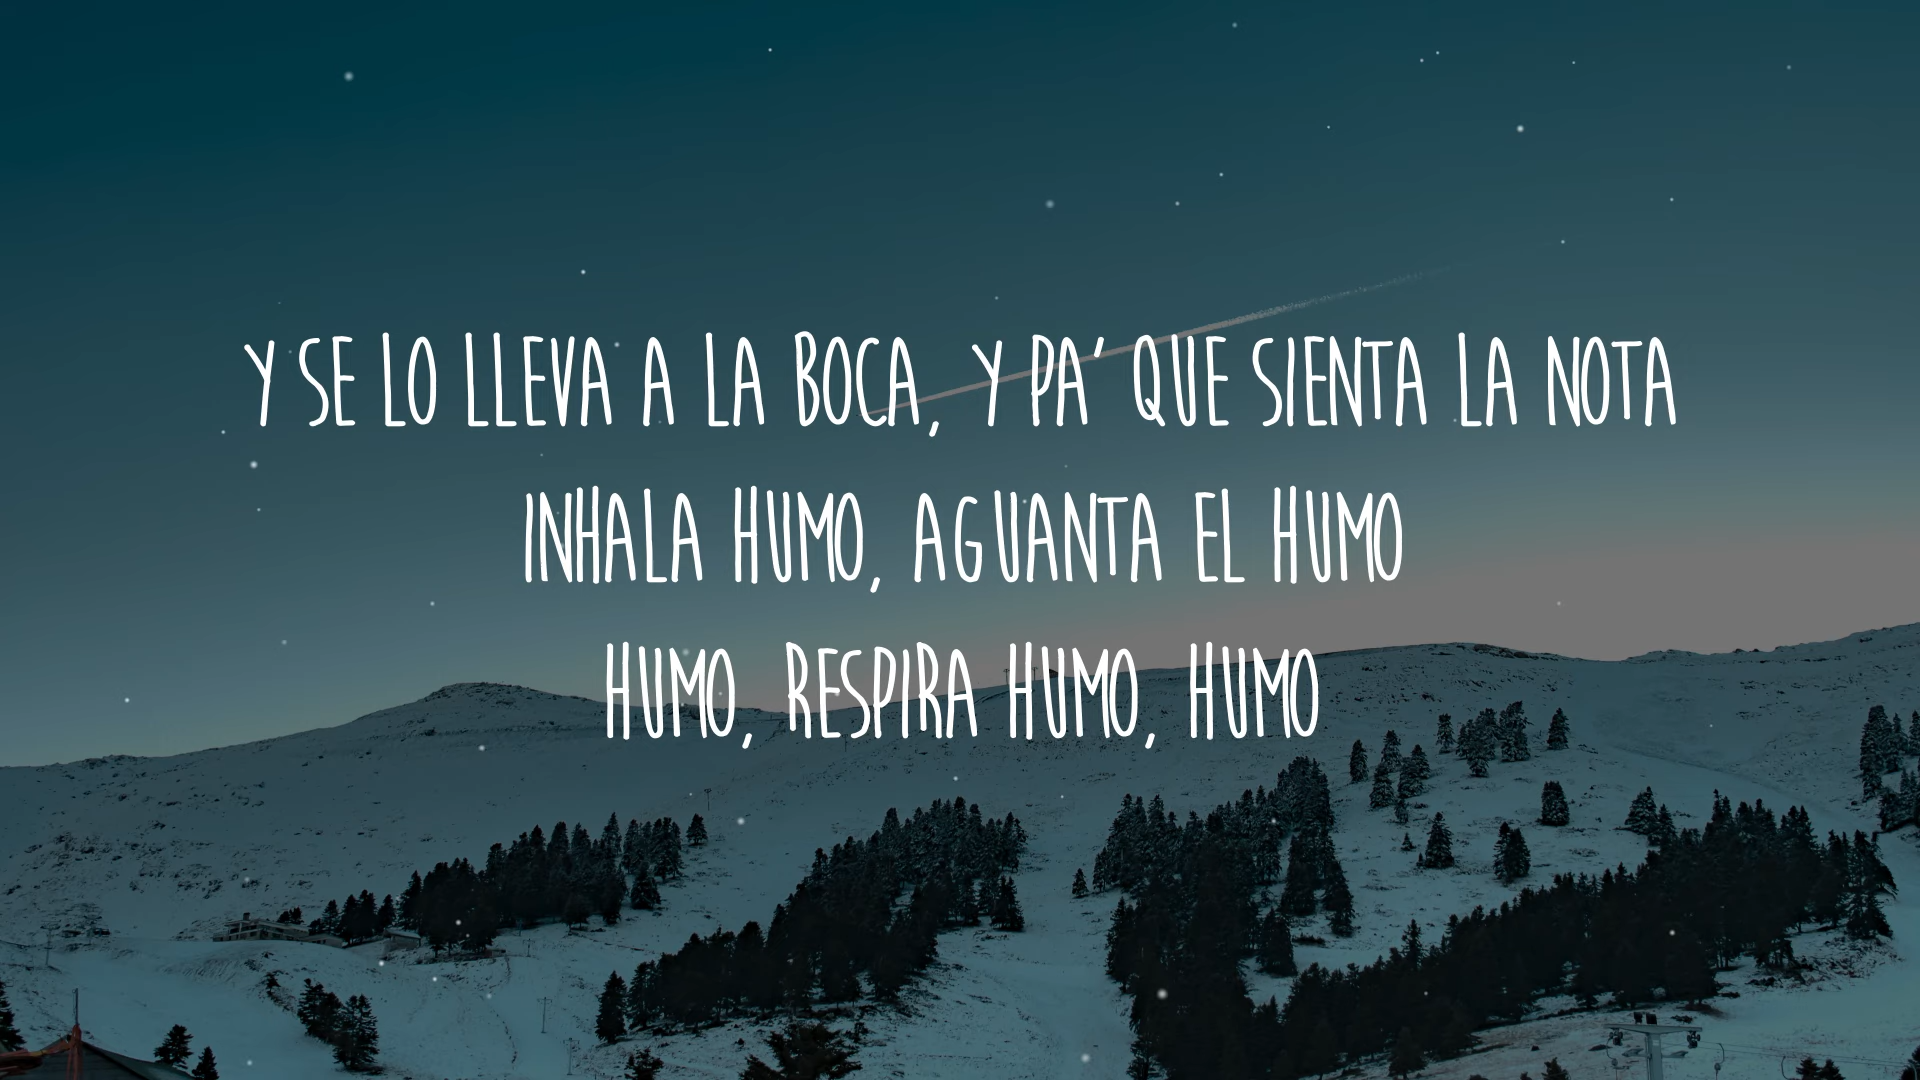 Y SE LO LLEVA A LA BOCA, Y PA' QUE SIENTA LA NOTA
INHALA HUMO, AGUANTA EL HUMO
HUMO, RESPIRA HUMO, HUMO